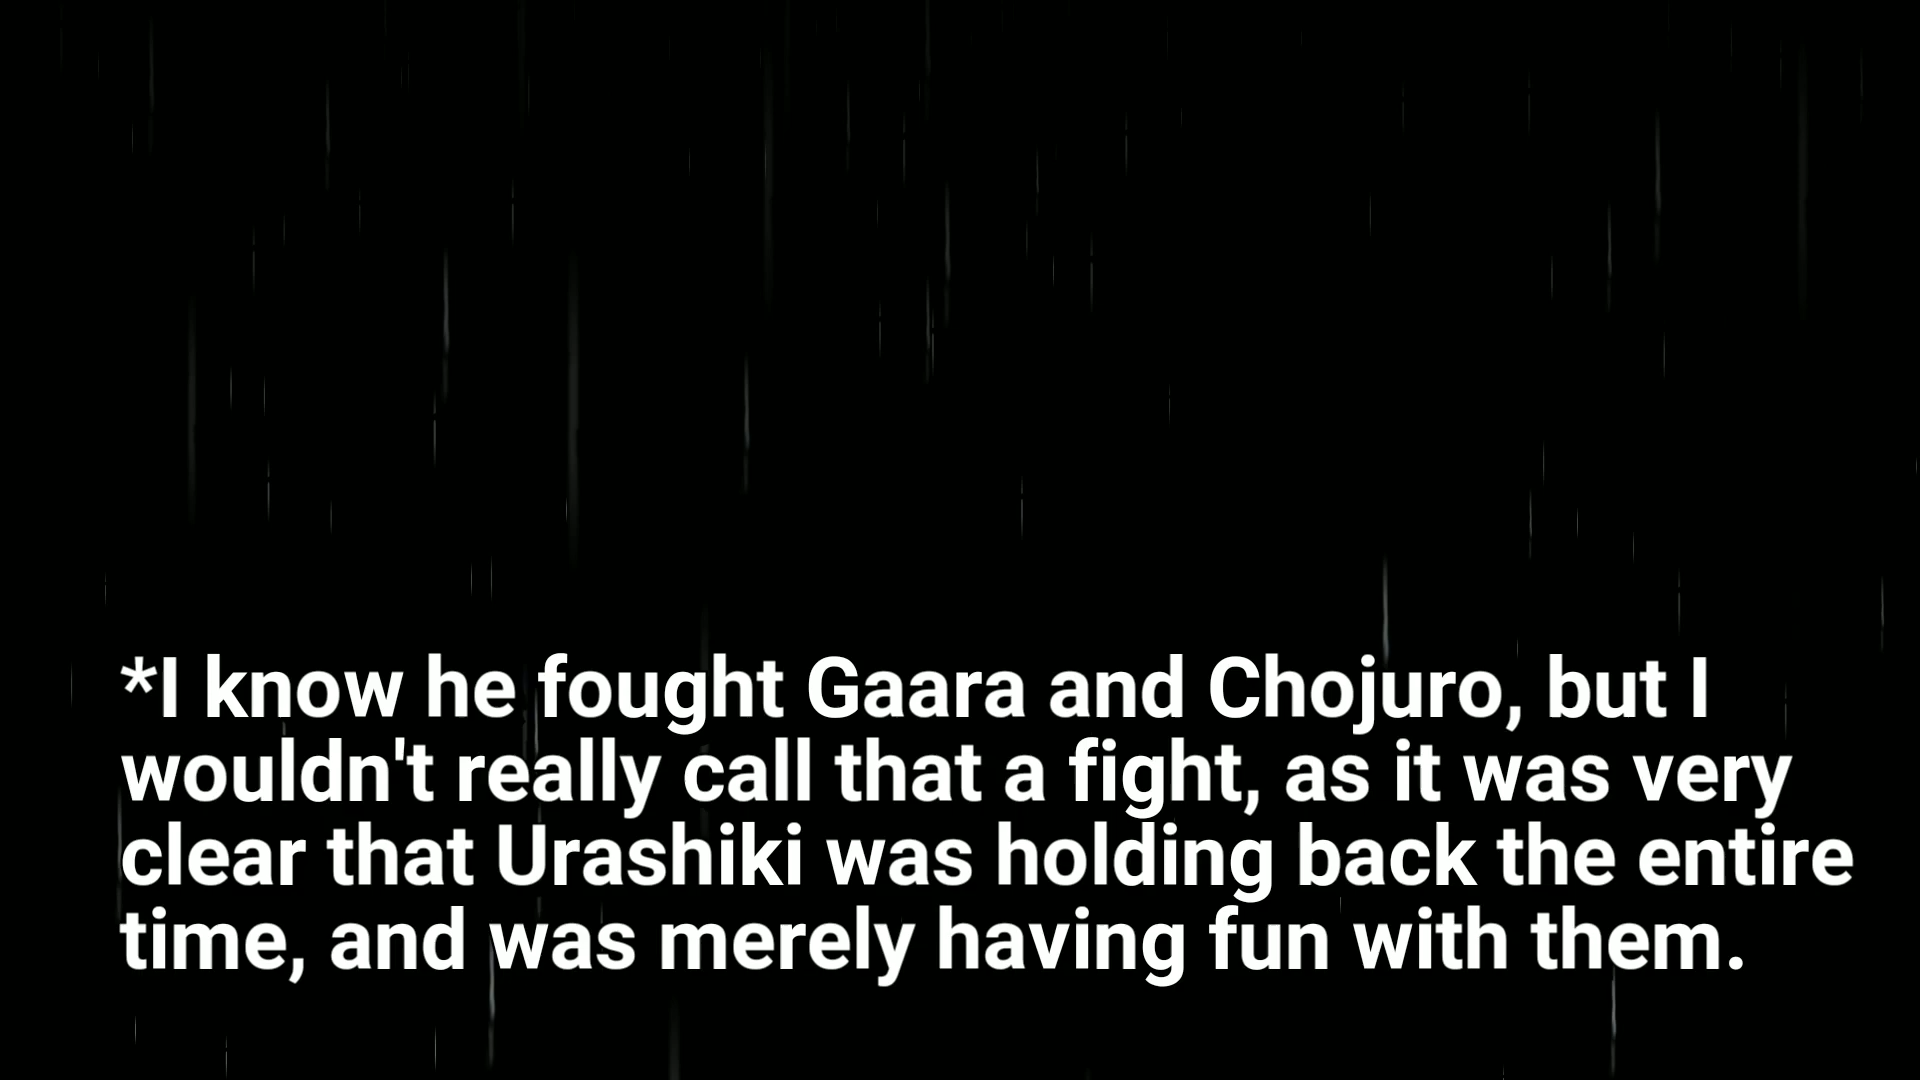 *I know he fought Gaara and Chojuro, but I
wouldn't really call that a fight, as it was very
clear that Urashiki was holding back the entire
time, and was merely having fun with them.